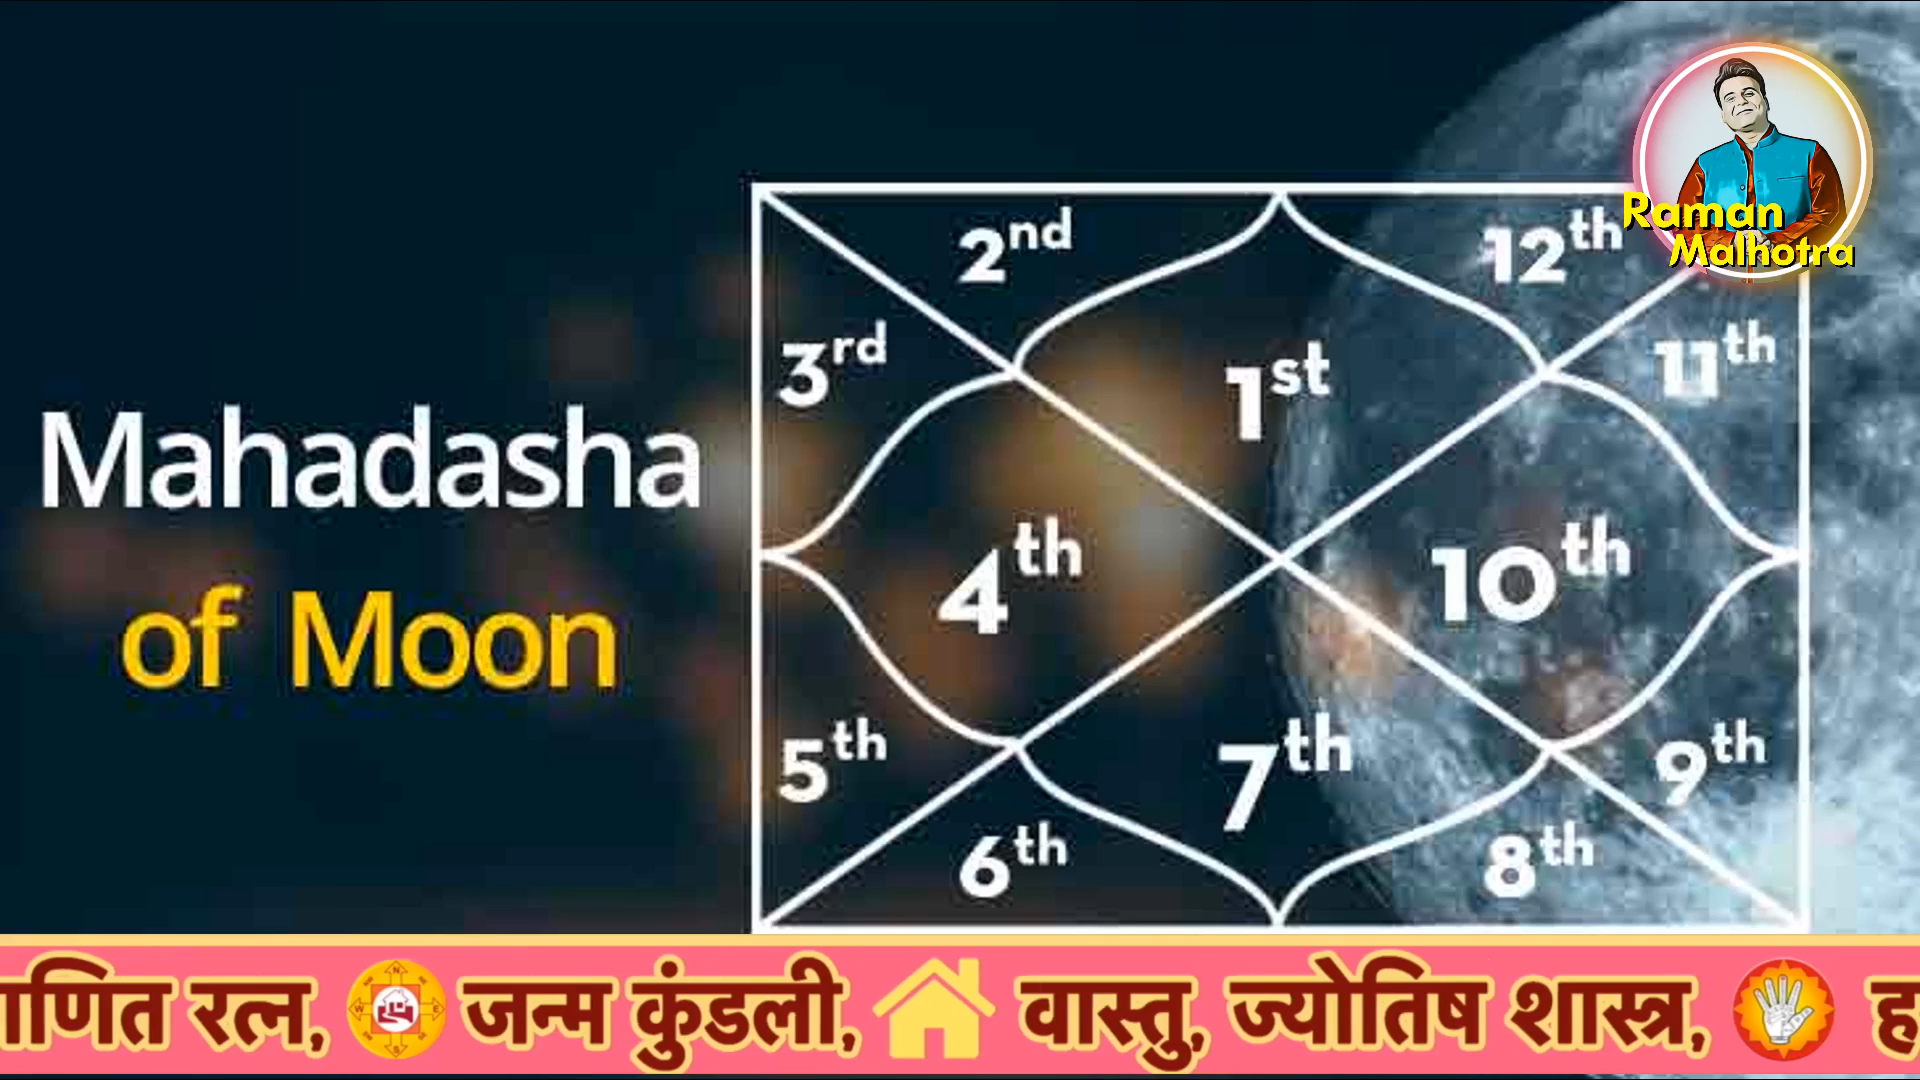 Raman
Malhotra
2nd
12th
3rd
11th
1st
Mahadasha
of Moon
4th
10th
5th
7th
9th
6th
8th
रत्न, जन्म कुंडली, वास्तु, ज्योतिष शास्त्र,